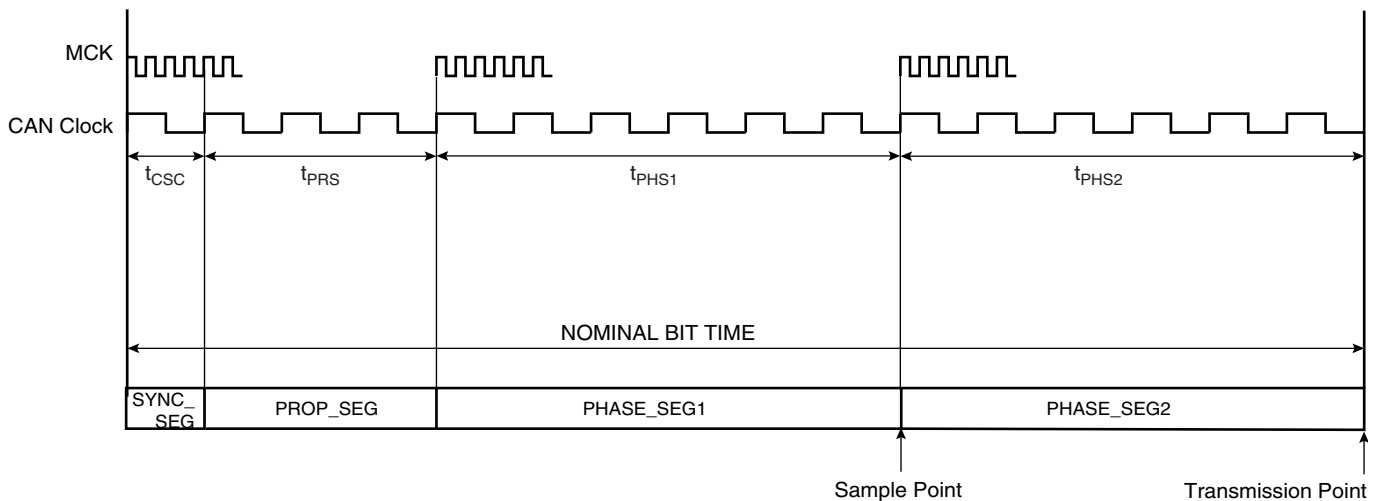 MCK
CAN Clock
tCSC
tPRS
tPHS1
tPHS2
NOMINAL BIT TIME
SYNC_
SEG
PROP_SEG
PHASE_SEG1
PHASE_SEG2
Sample Point
Transmission Point